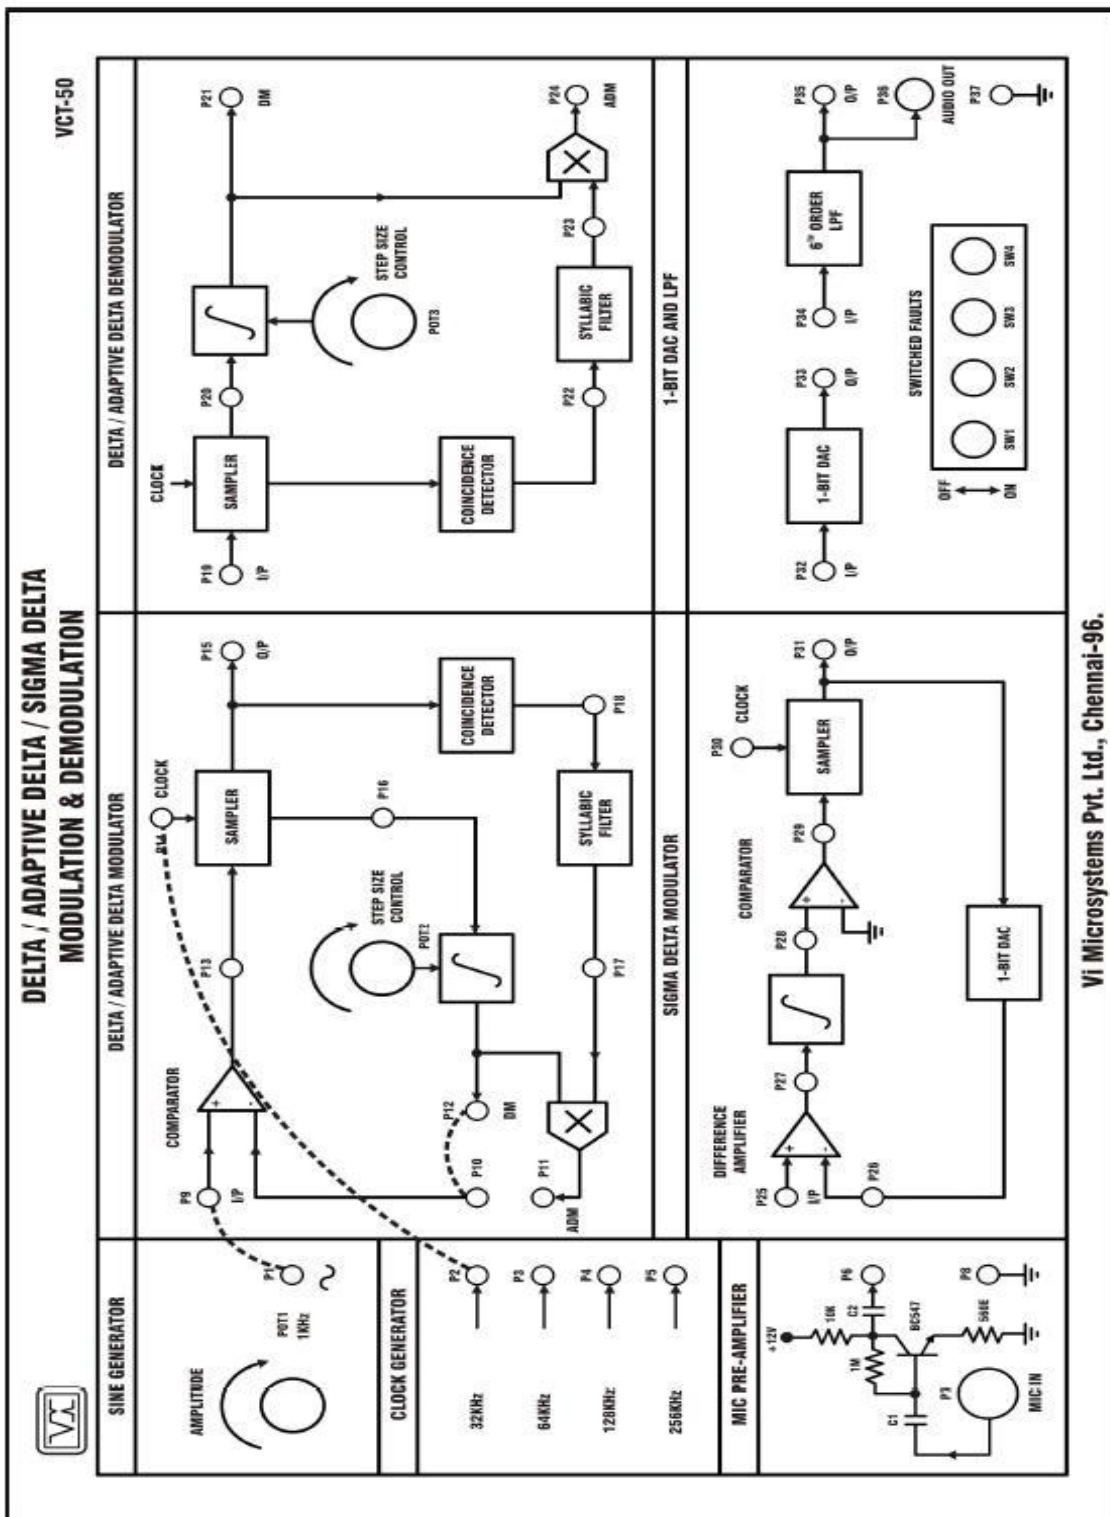 DELTA / ADAPTIVE DELTA / SIGMA DELTA
MODULATION & DEMODULATION
VCT-50
SINE GENERATOR
AMPLITUDE
POT1
1KHz
P1
CLOCK GENERATOR
32KHz
P2
64KHz
P3
128KHz
P4
256KHz
P5
MIC PRE-AMPLIFIER
+12V
10K
1M
C2
P6
BC547
C1
560E
P8
MIC IN
DELTA / ADAPTIVE DELTA MODULATOR
COMPARATOR
P9
I/P
+
-
P13
CLOCK
SAMPLER
P15
O/P
P16
STEP SIZE
CONTROL
POT2
P12
DM
P10
P11
ADM
P17
SYLLABIC
FILTER
P18
COINCIDENCE
DETECTOR
DELTA / ADAPTIVE DELTA DEMODULATOR
P19
I/P
CLOCK
SAMPLER
P20
P21
DM
STEP SIZE
CONTROL
POT3
COINCIDENCE
DETECTOR
P22
SYLLABIC
FILTER
P23
P24
ADM
SIGMA DELTA MODULATOR
DIFFERENCE
AMPLIFIER
P25
I/P
+
-
P26
P27
P28
COMPARATOR
+
-
P29
P30
CLOCK
SAMPLER
P31
O/P
1-BIT DAC
1-BIT DAC AND LPF
P32
I/P
1-BIT DAC
P33
O/P
P34
I/P
6TH ORDER
LPF
P35
O/P
P36
AUDIO OUT
P37
SWITCHED FAULTS
OFF
ON
SW1
SW2
SW3
SW4
Vi Microsystems Pvt. Ltd., Chennai-96.